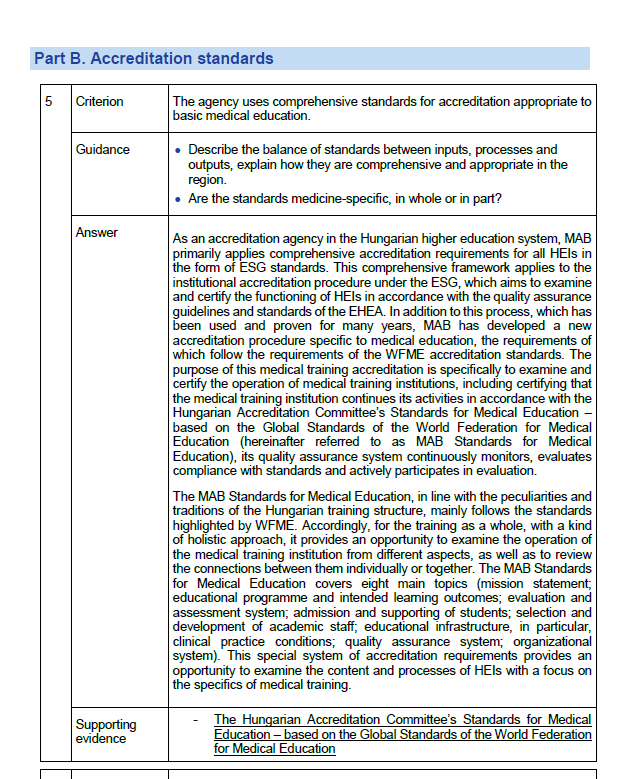 Part B. Accreditation standards
5
Criterion
The agency uses comprehensive standards for accreditation appropriate to
basic medical education.
Guidance
• Describe the balance of standards between inputs, processes and
outputs, explain how they are comprehensive and appropriate in the
region.
• Are the standards medicine-specific, in whole or in part?
Answer
As an accreditation agency in the Hungarian higher education system, MAB
primarily applies comprehensive accreditation requirements for all HEIs in
the form of ESG standards. This comprehensive framework applies to the
institutional accreditation procedure under the ESG, which aims to examine
and certify the functioning of HEIs in accordance with the quality assurance
guidelines and standards of the EHEA. In addition to this process, which has
been used and proven for many years, MAB has developed a new
accreditation procedure specific to medical education, the requirements of
which follow the requirements of the WFME accreditation standards. The
purpose of this medical training accreditation is specifically to examine and
certify the operation of medical training institutions, including certifying that
the medical training institution continues its activities in accordance with the
Hungarian Accreditation Committee's Standards for Medical Education –
based on the Global Standards of the World Federation for Medical
Education (hereinafter referred to as MAB Standards for Medical
Education), its quality assurance system continuously monitors, evaluates
compliance with standards and actively participates in evaluation.
The MAB Standards for Medical Education, in line with the peculiarities and
traditions of the Hungarian training structure, mainly follows the standards
highlighted by WFME. Accordingly, for the training as a whole, with a kind
of holistic approach, it provides an opportunity to examine the operation of
the medical training institution from different aspects, as well as to review
the connections between them individually or together. The MAB Standards
for Medical Education covers eight main topics (mission statement;
educational programme and intended learning outcomes; evaluation and
assessment system; admission and supporting of students; selection and
development of academic staff; educational infrastructure, in particular,
clinical practice conditions; quality assurance system; organizational
system). This special system of accreditation requirements provides an
opportunity to examine the content and processes of HEIs with a focus on
the specifics of medical training.
Supporting
evidence
- The Hungarian Accreditation Committee's Standards for Medical
Education – based on the Global Standards of the World Federation
for Medical Education